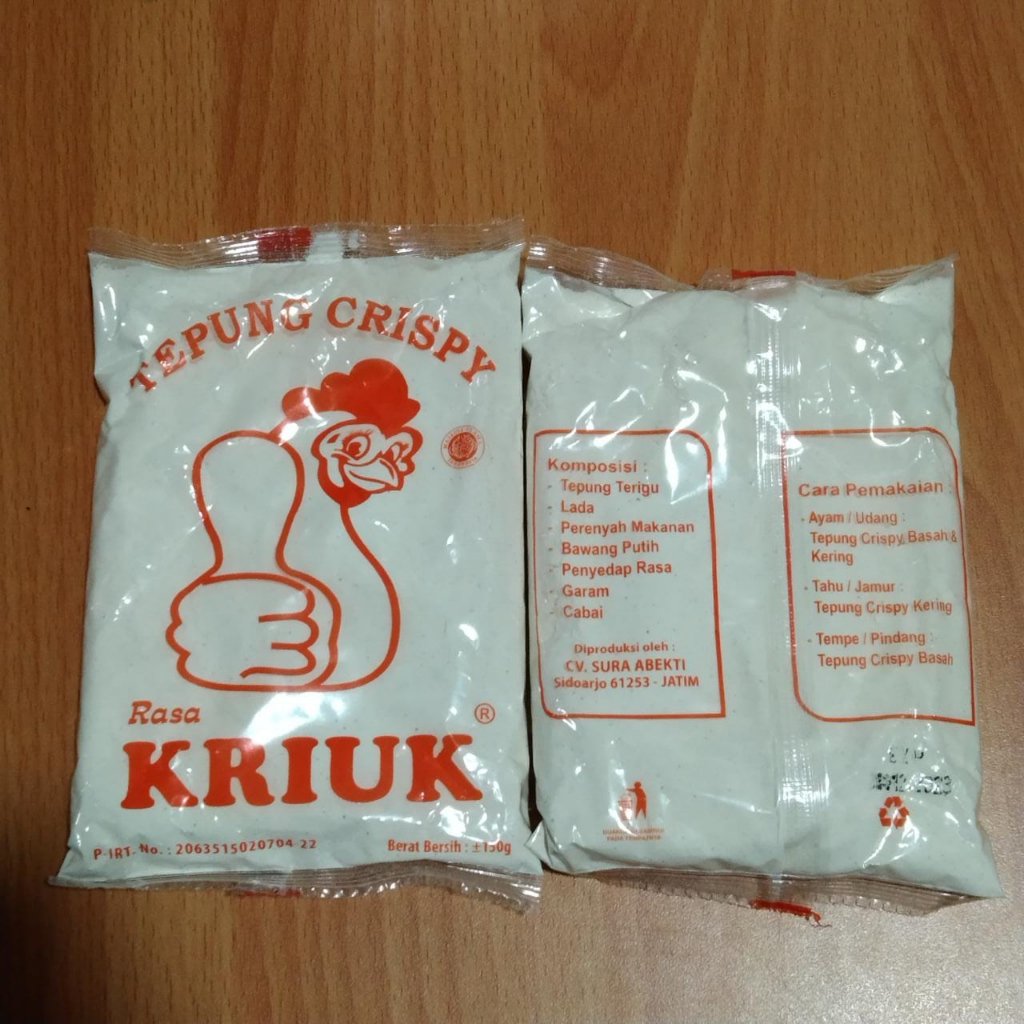 TEPUNG CRISPY
Rasa
®
KRIUK
P-IRT. No. : 2063515020704-22
Berat Bersih : ±150g
Komposisi :
- Tepung Terigu
- Lada
- Perenyah Makanan
- Bawang Putih
- Penyedap Rasa
- Garam
- Cabai
Diproduksi oleh :
CV. SURA ABEKTI
Sidoarjo 61253 - JATIM
Cara Pemakaian :
- Ayam / Udang :
Tepung Crispy Basah &
Kering
- Tahu / Jamur :
Tepung Crispy Kering
- Tempe / Pindang :
Tepung Crispy Basah